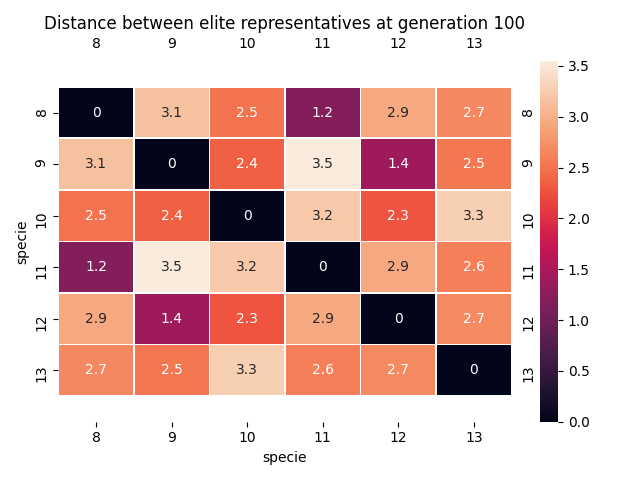 Distance between elite representatives at generation 100
8 9 10 11 12 13
8 0 3.1 2.5 1.2 2.9 2.7 8
9 3.1 0 2.4 3.5 1.4 2.5 9
10 2.5 2.4 0 3.2 2.3 3.3 10
11 1.2 3.5 3.2 0 2.9 2.6 11
12 2.9 1.4 2.3 2.9 0 2.7 12
13 2.7 2.5 3.3 2.6 2.7 0 13
8 9 10 11 12 13
specie
specie
3.5
3.0
2.5
2.0
1.5
1.0
0.5
0.0